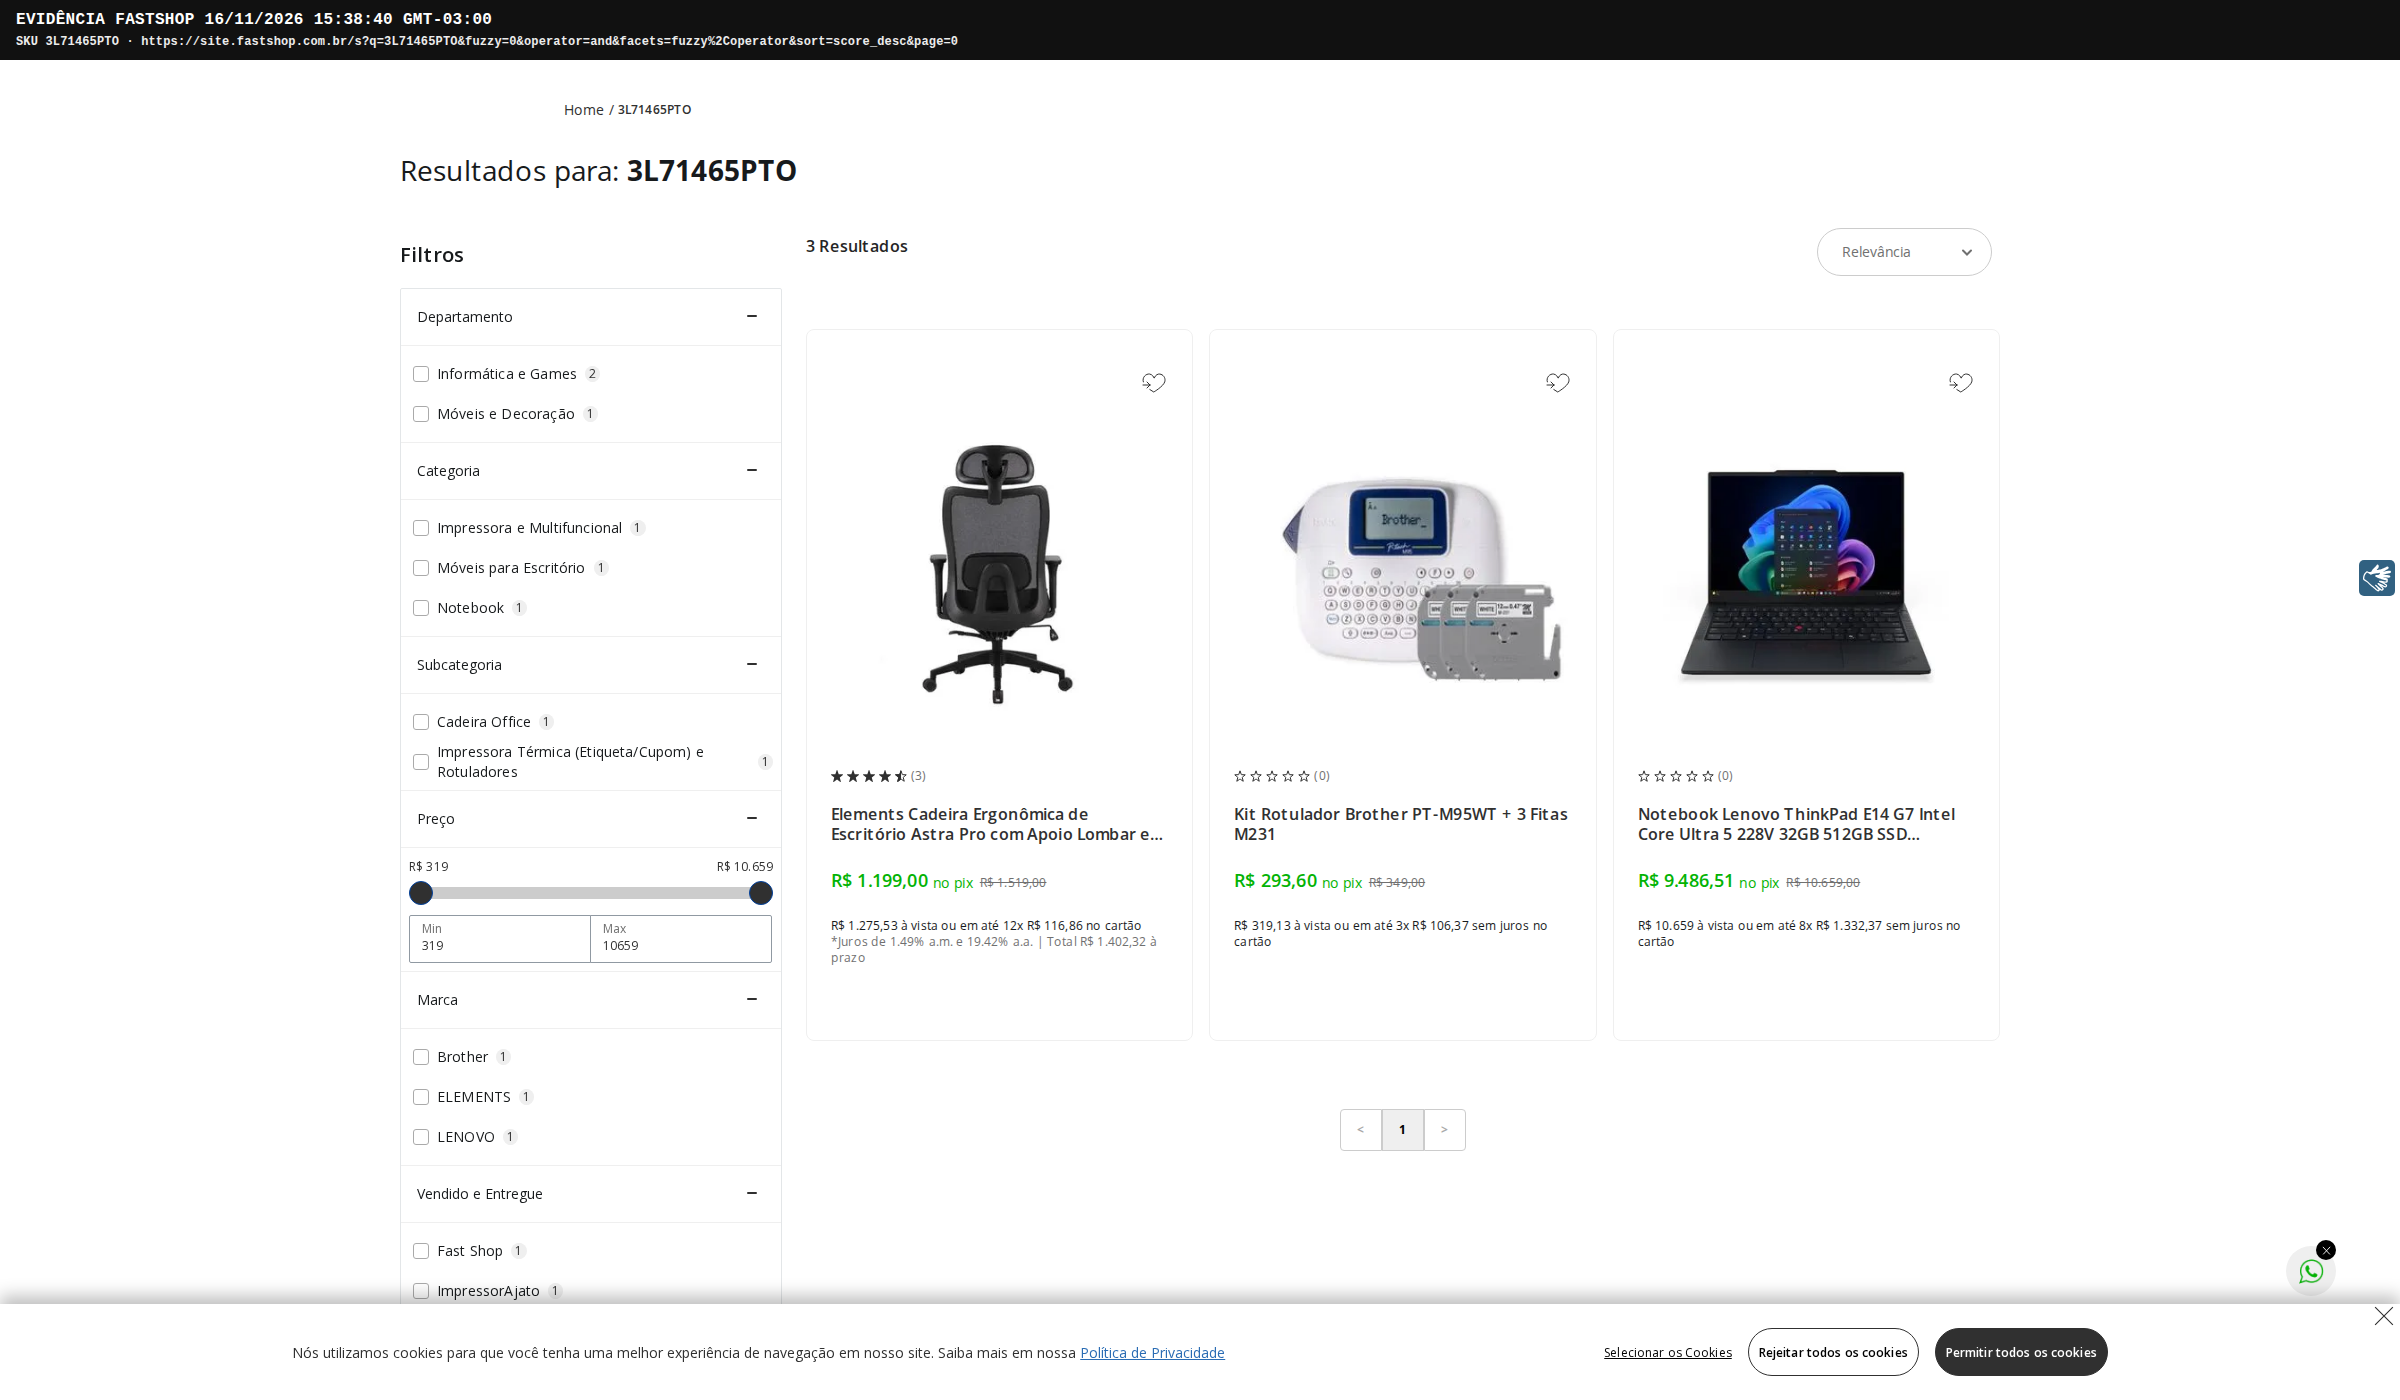 EVIDÊNCIA FASTSHOP 16/11/2026 15:38:40 GMT-03:00
SKU 3L71465PTO · https://site.fastshop.com.br/s?q=3L71465PTO&fuzzy=0&operator=and&facets=fuzzy%2Coperator&sort=score_desc&page=0
Home / 3L71465PTO
Resultados para: 3L71465PTO
Filtros
3 Resultados
Relevância
Departamento
Informática e Games 2
Móveis e Decoração 1
Categoria
Impressora e Multifuncional 1
Móveis para Escritório 1
Notebook 1
Subcategoria
Cadeira Office 1
Impressora Térmica (Etiqueta/Cupom) e
Rotuladores 1
Preço
R$ 319 R$ 10.659
Min Max
319 10659
Marca
Brother 1
ELEMENTS 1
LENOVO 1
Vendido e Entregue
Fast Shop 1
ImpressorAjato 1
(3)
Elements Cadeira Ergonômica de
Escritório Astra Pro com Apoio Lombar e...
R$ 1.199,00 no pix R$ 1.519,00
R$ 1.275,53 à vista ou em até 12x R$ 116,86 no cartão
*Juros de 1.49% a.m. e 19.42% a.a. | Total R$ 1.402,32 à
prazo
Brother_
P-touch
WHITE
(0)
Kit Rotulador Brother PT-M95WT + 3 Fitas
M231
R$ 293,60 no pix R$ 349,00
R$ 319,13 à vista ou em até 3x R$ 106,37 sem juros no
cartão
(0)
Notebook Lenovo ThinkPad E14 G7 Intel
Core Ultra 5 228V 32GB 512GB SSD...
R$ 9.486,51 no pix R$ 10.659,00
R$ 10.659 à vista ou em até 8x R$ 1.332,37 sem juros no
cartão
< 1 >
Nós utilizamos cookies para que você tenha uma melhor experiência de navegação em nosso site. Saiba mais em nossa Política de Privacidade
Selecionar os Cookies
Rejeitar todos os cookies
Permitir todos os cookies